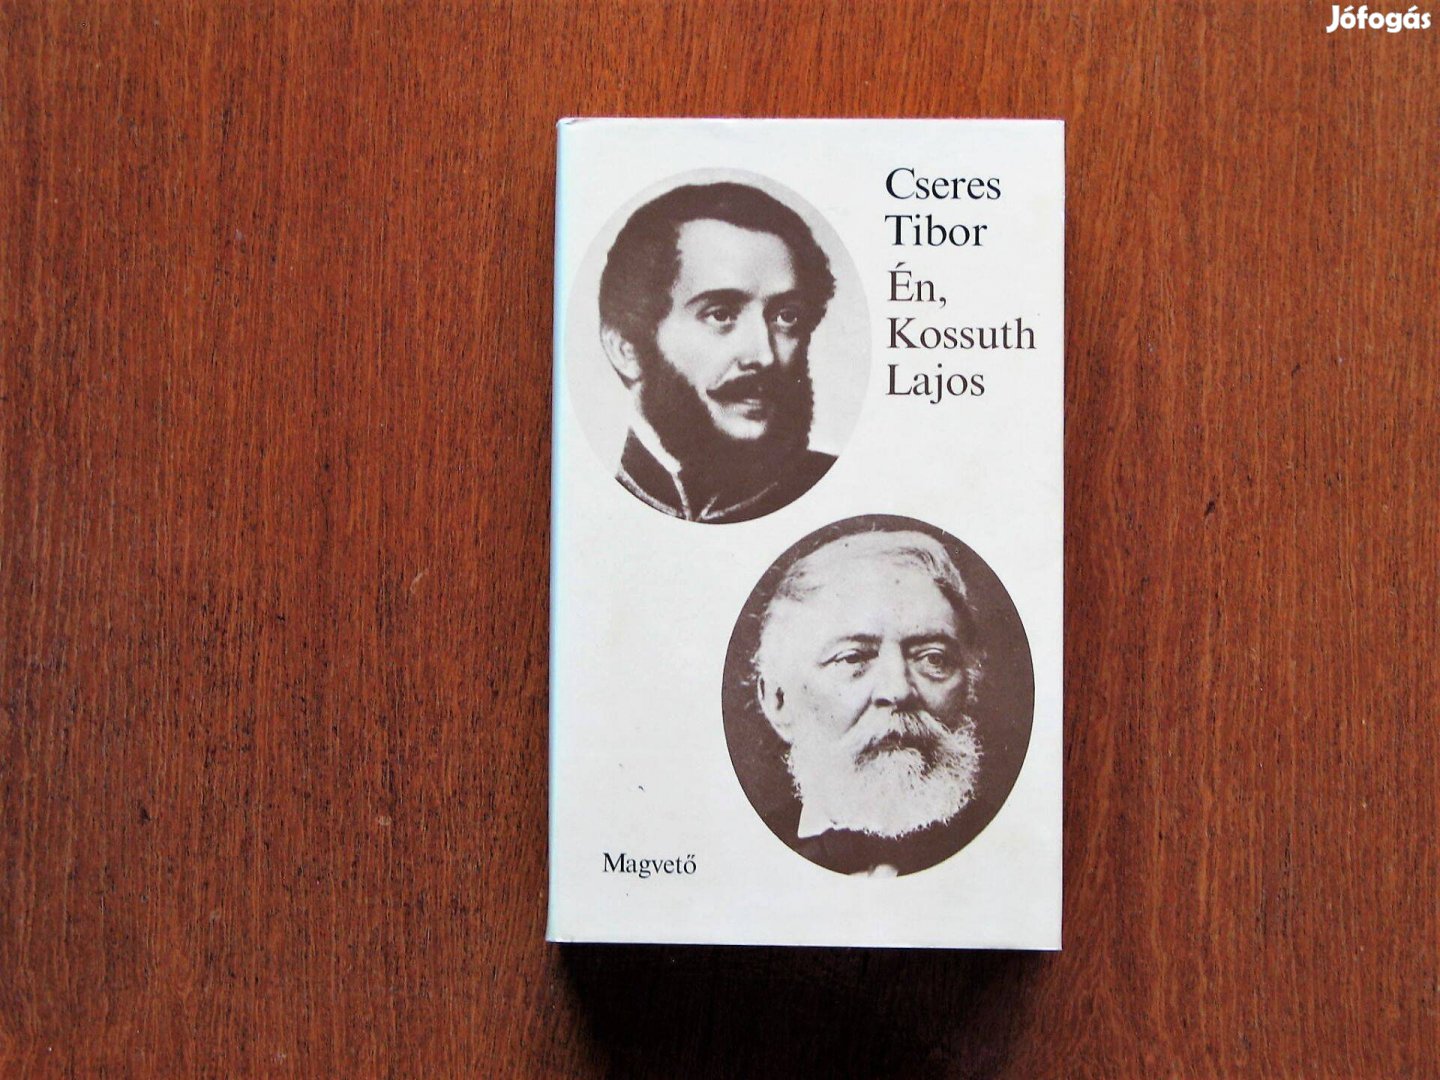 Jófogás
Cseres
Tibor
Én,
Kossuth
Lajos
Magvető